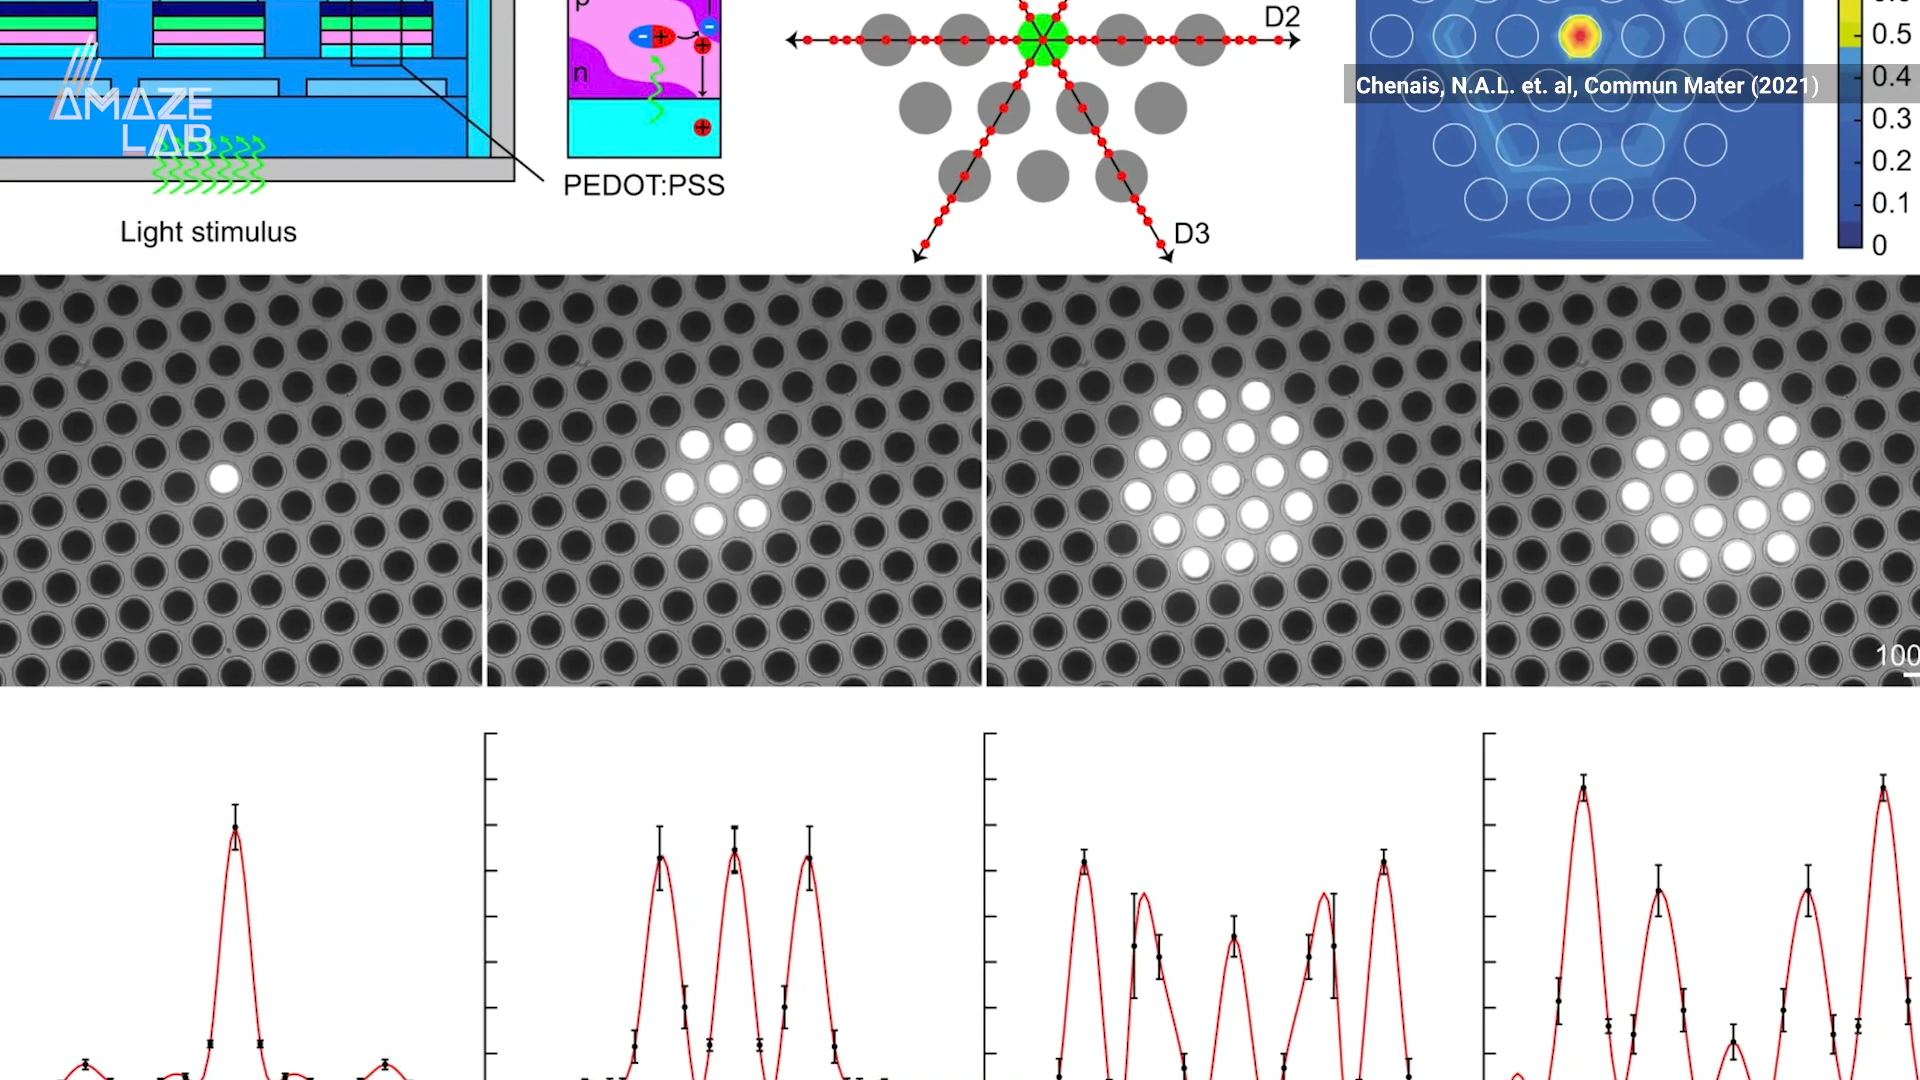 p
n
PEDOT:PSS
Light stimulus
D2
D3
0.5
0.4
0.3
0.2
0.1
0
Chenais, N.A.L. et. al, Commun Mater (2021)
AMAZE
LAB
100